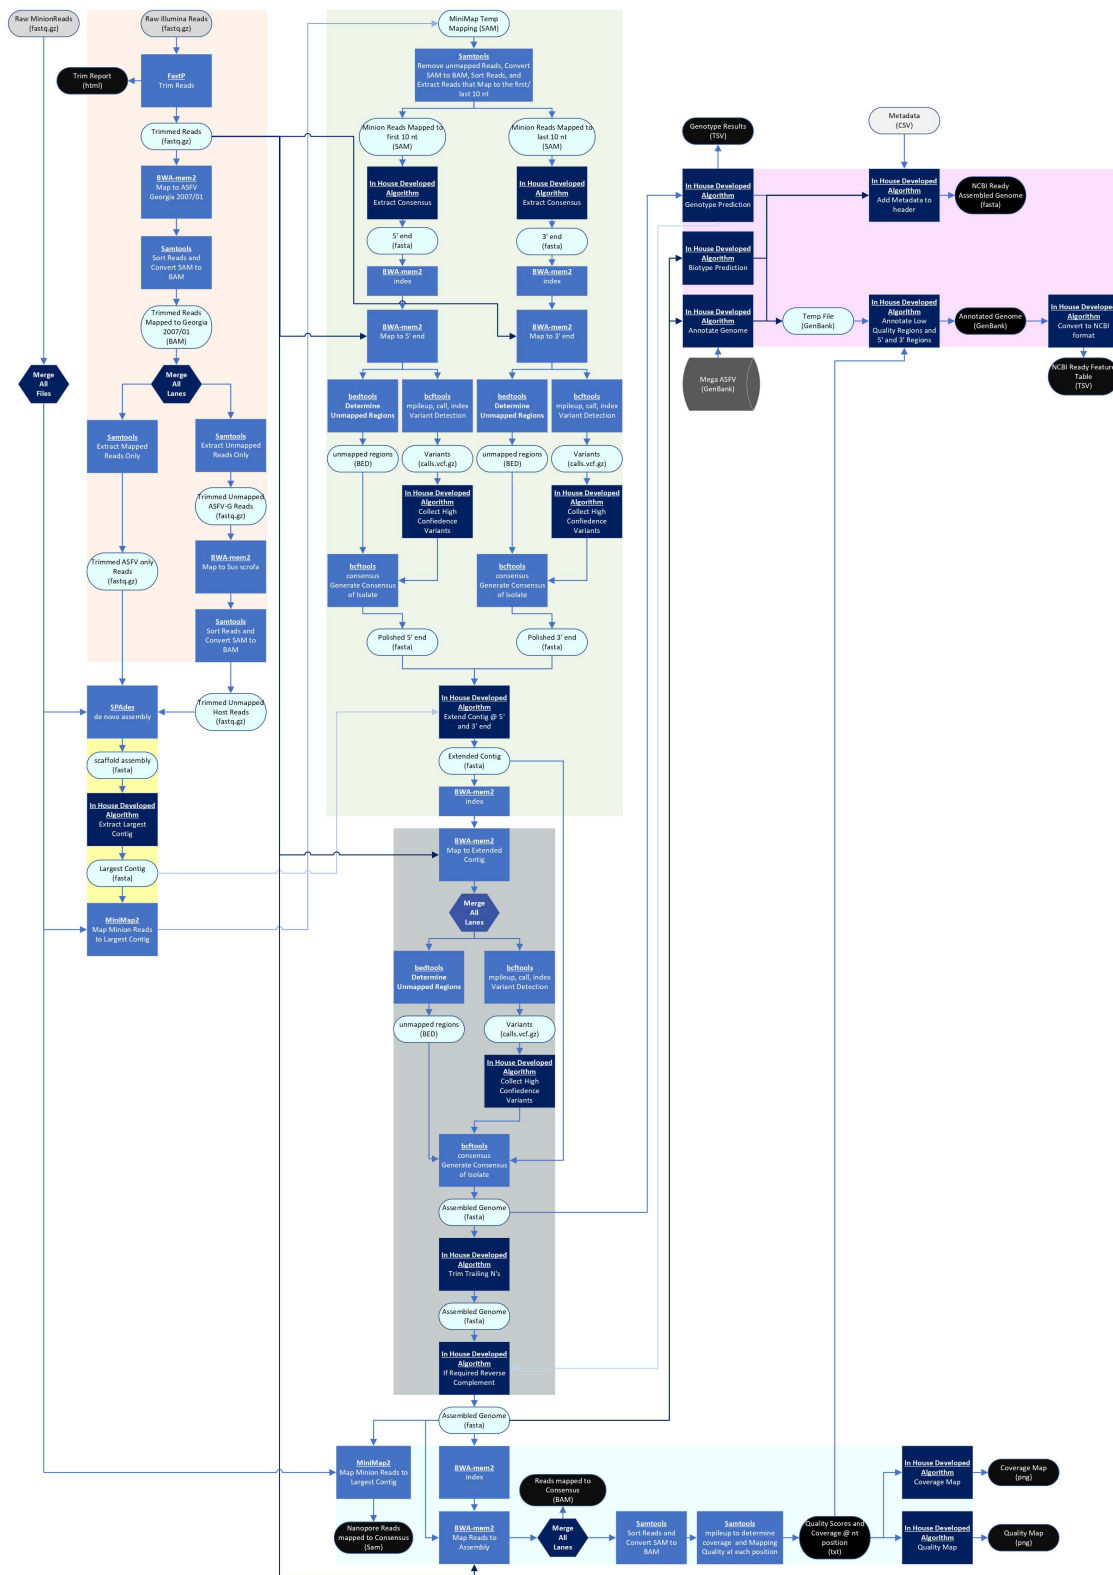 Raw MinionReads
(fastq.gz)
Raw Illumina Reads
(fastq.gz)
FastP
Trim Reads
Trim Report
(html)
Trimmed Reads
(fastq.gz)
BWA-mem2
Map to ASFV
Georgia 2007/01
Samtools
Sort Reads and
Convert SAM to
BAM
Trimmed Reads
Mapped to Georgia
2007/01
(BAM)
Merge
All
Files
Merge
All
Lanes
Samtools
Extract Mapped
Reads Only
Samtools
Extract Unmapped
Reads Only
Trimmed Unmapped
ASFV-G Reads
(fastq.gz)
BWA-mem2
Map to Sus scrofa
Trimmed ASFV only
Reads
(fastq.gz)
Samtools
Sort Reads and
Convert SAM to
BAM
SPAdes
de novo assembly
Trimmed Unmapped
Host Reads
(fastq.gz)
scaffold assembly
(fasta)
In House Developed
Algorithm
Extract Largest
Contig
Largest Contig
(fasta)
MiniMap2
Map Minion Reads
to Largest Contig
MiniMap Temp
Mapping (SAM)
Samtools
Remove unmapped Reads, Convert
SAM to BAM, Sort Reads, and
Extract Reads that Map to the first/
last 10 nt
Minion Reads Mapped to
first 10 nt
(SAM)
Minion Reads Mapped to
last 10 nt
(SAM)
In House Developed
Algorithm
Extract Consensus
In House Developed
Algorithm
Extract Consensus
5' end
(fasta)
3' end
(fasta)
BWA-mem2
index
BWA-mem2
index
BWA-mem2
Map to 5' end
BWA-mem2
Map to 3' end
bedtools
Determine
Unmapped Regions
bcftools
mpileup, call, index
Variant Detection
bedtools
Determine
Unmapped Regions
bcftools
mpileup, call, index
Variant Detection
unmapped regions
(BED)
Variants
(calls.vcf.gz)
unmapped regions
(BED)
Variants
(calls.vcf.gz)
In House Developed
Algorithm
Collect High
Confiedence
Variants
In House Developed
Algorithm
Collect High
Confiedence
Variants
bcftools
consensus
Generate Consensus
of Isolate
bcftools
consensus
Generate Consensus
of Isolate
Polished 5' end
(fasta)
Polished 3' end
(fasta)
In House Developed
Algorithm
Extend Contig @ 5'
and 3' end
Extended Contig
(fasta)
BWA-mem2
index
BWA-mem2
Map to Extended
Contig
Merge
All
Lanes
bedtools
Determine
Unmapped Regions
bcftools
mpileup, call, index
Variant Detection
unmapped regions
(BED)
Variants
(calls.vcf.gz)
In House Developed
Algorithm
Collect High
Confiedence
Variants
bcftools
consensus
Generate Consensus
of Isolate
Assembled Genome
(fasta)
In House Developed
Algorithm
Trim Trailing N's
Assembled Genome
(fasta)
In House Developed
Algorithm
If Required Reverse
Complement
Assembled Genome
(fasta)
MiniMap2
Map Minion Reads to
Largest Contig
BWA-mem2
index
Nanopore Reads
mapped to Consensus
(Sam)
BWA-mem2
Map Reads to
Assembly
Reads mapped to
Consensus
(BAM)
Merge
All
Lanes
Samtools
Sort Reads and
Convert SAM to
BAM
Samtools
mpileup to determine
coverage and Mapping
Quality at each position
Quality Scores and
Coverage @ nt
position
(txt)
In House Developed
Algorithm
Coverage Map
Coverage Map
(png)
In House Developed
Algorithm
Quality Map
Quality Map
(png)
Genotype Results
(TSV)
Metadata
(CSV)
In House Developed
Algorithm
Genotype Prediction
In House Developed
Algorithm
Add Metadata to
header
NCBI Ready
Assembled Genome
(fasta)
In House Developed
Algorithm
Biotype Prediction
In House Developed
Algorithm
Annotate Genome
Temp File
(GenBank)
In House Developed
Algorithm
Annotate Low
Quality Regions and
5' and 3' Regions
Annotated Genome
(GenBank)
In House Developed
Algorithm
Convert to NCBI
format
Mega ASFV
(GenBank)
NCBI Ready Feature
Table
(TSV)